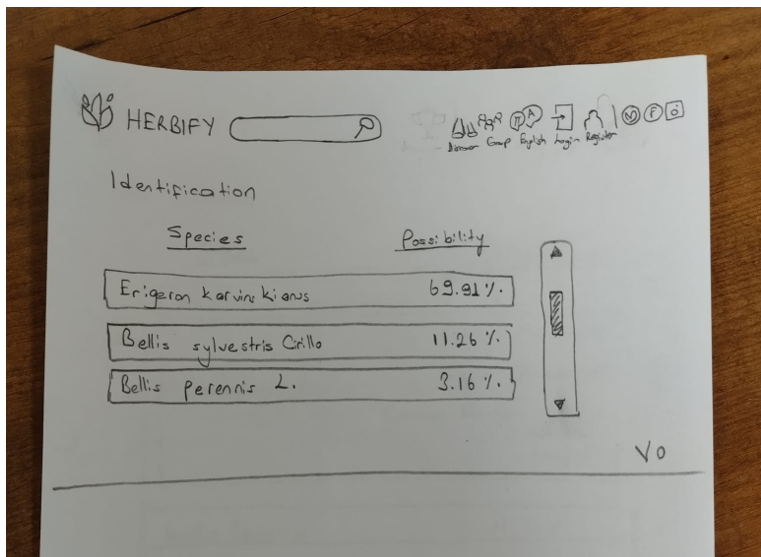 HERBIFY
Group English Login Register
Identification
Species Possibility
Erigeron karvinskianus 69.91%
Bellis sylvestris Cirillo 11.26%
Bellis perennis L. 3.16%
V0